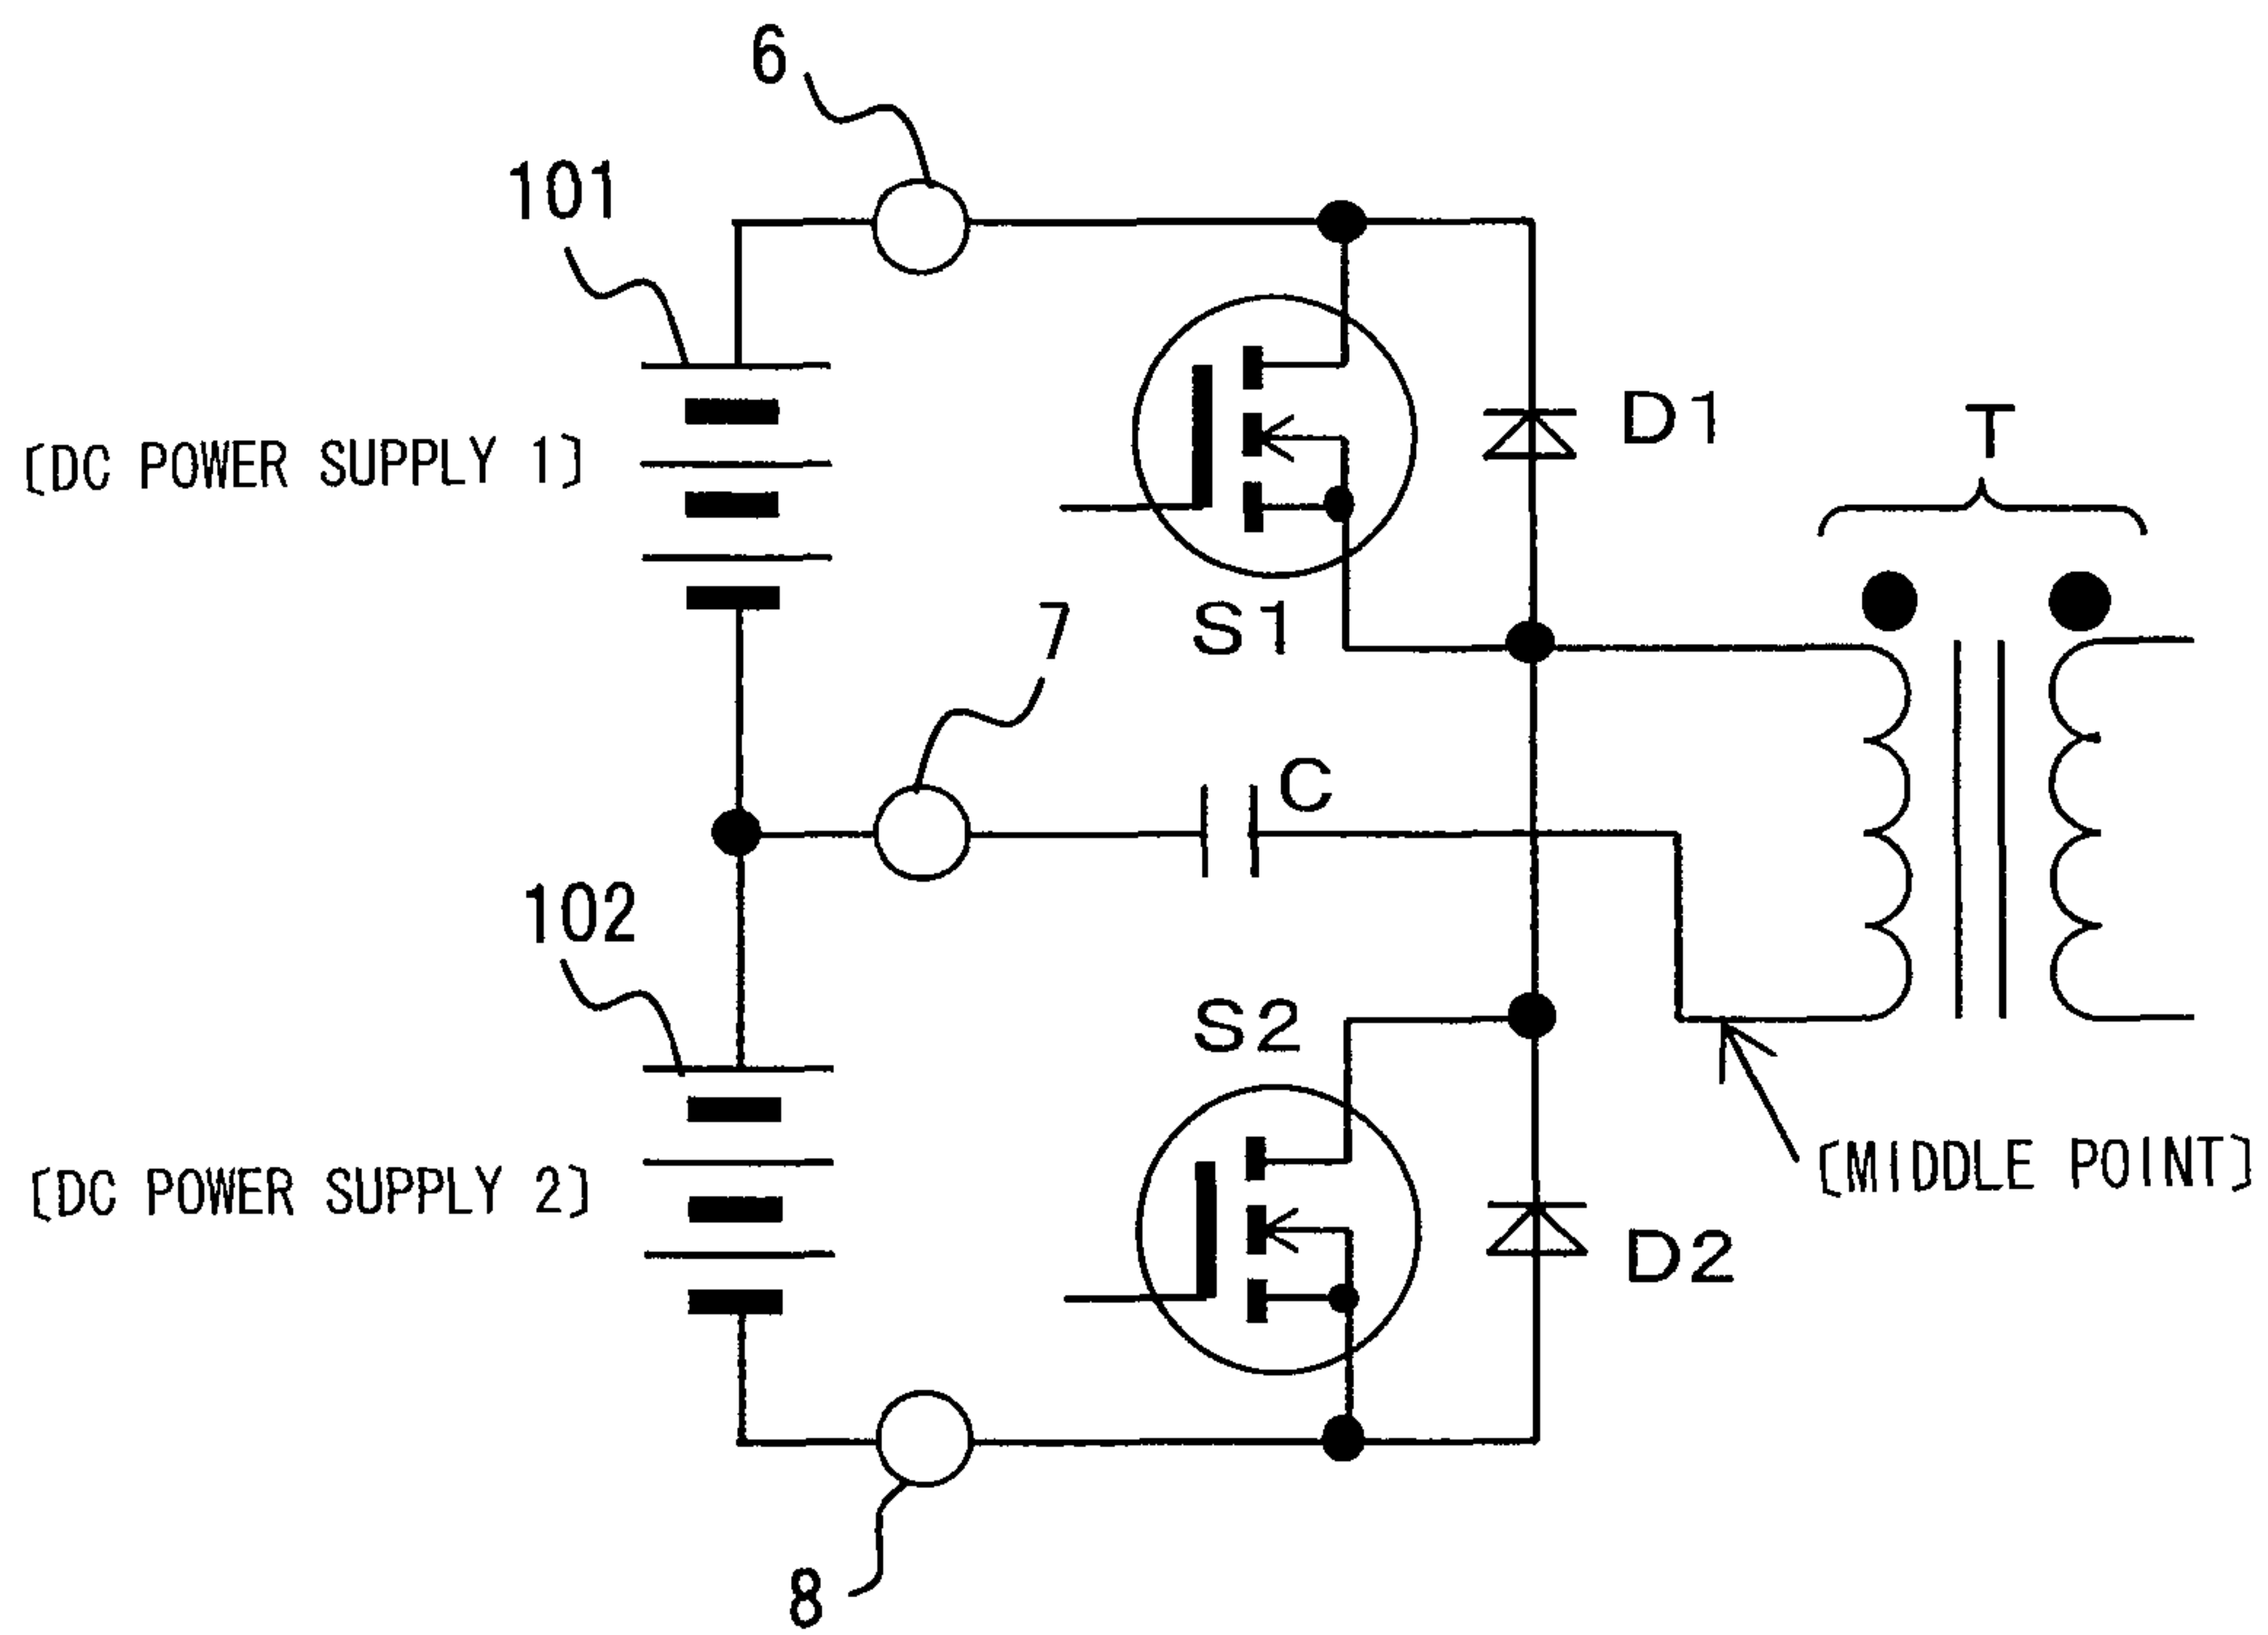 6
101
〔DC POWER SUPPLY 1〕
D1
T
S1
7
C
102
S2
〔DC POWER SUPPLY 2〕
〔MIDDLE POINT〕
D2
8